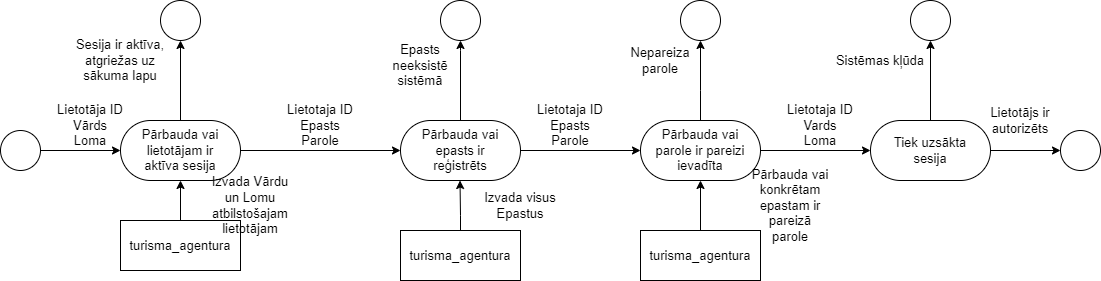 Sesija ir aktīva,
atgriežas uz
sākuma lapu
Epasts
neeksistē
sistēmā
Nepareiza
parole
Sistēmas kļūda
Lietotāja ID
Vārds
Loma
Pārbauda vai
lietotājam ir
aktīva sesija
Lietotaja ID
Epasts
Parole
Pārbauda vai
epasts ir
reģistrēts
Lietotaja ID
Epasts
Parole
Pārbauda vai
parole ir pareizi
ievadīta
Lietotaja ID
Vards
Loma
Tiek uzsākta
sesija
Lietotājs ir
autorizēts
Izvada Vārdu
un Lomu
atbilstošajam
lietotājam
Izvada visus
Epastus
Pārbauda vai
konkrētam
epastam ir
pareizā
parole
turisma_agentura
turisma_agentura
turisma_agentura